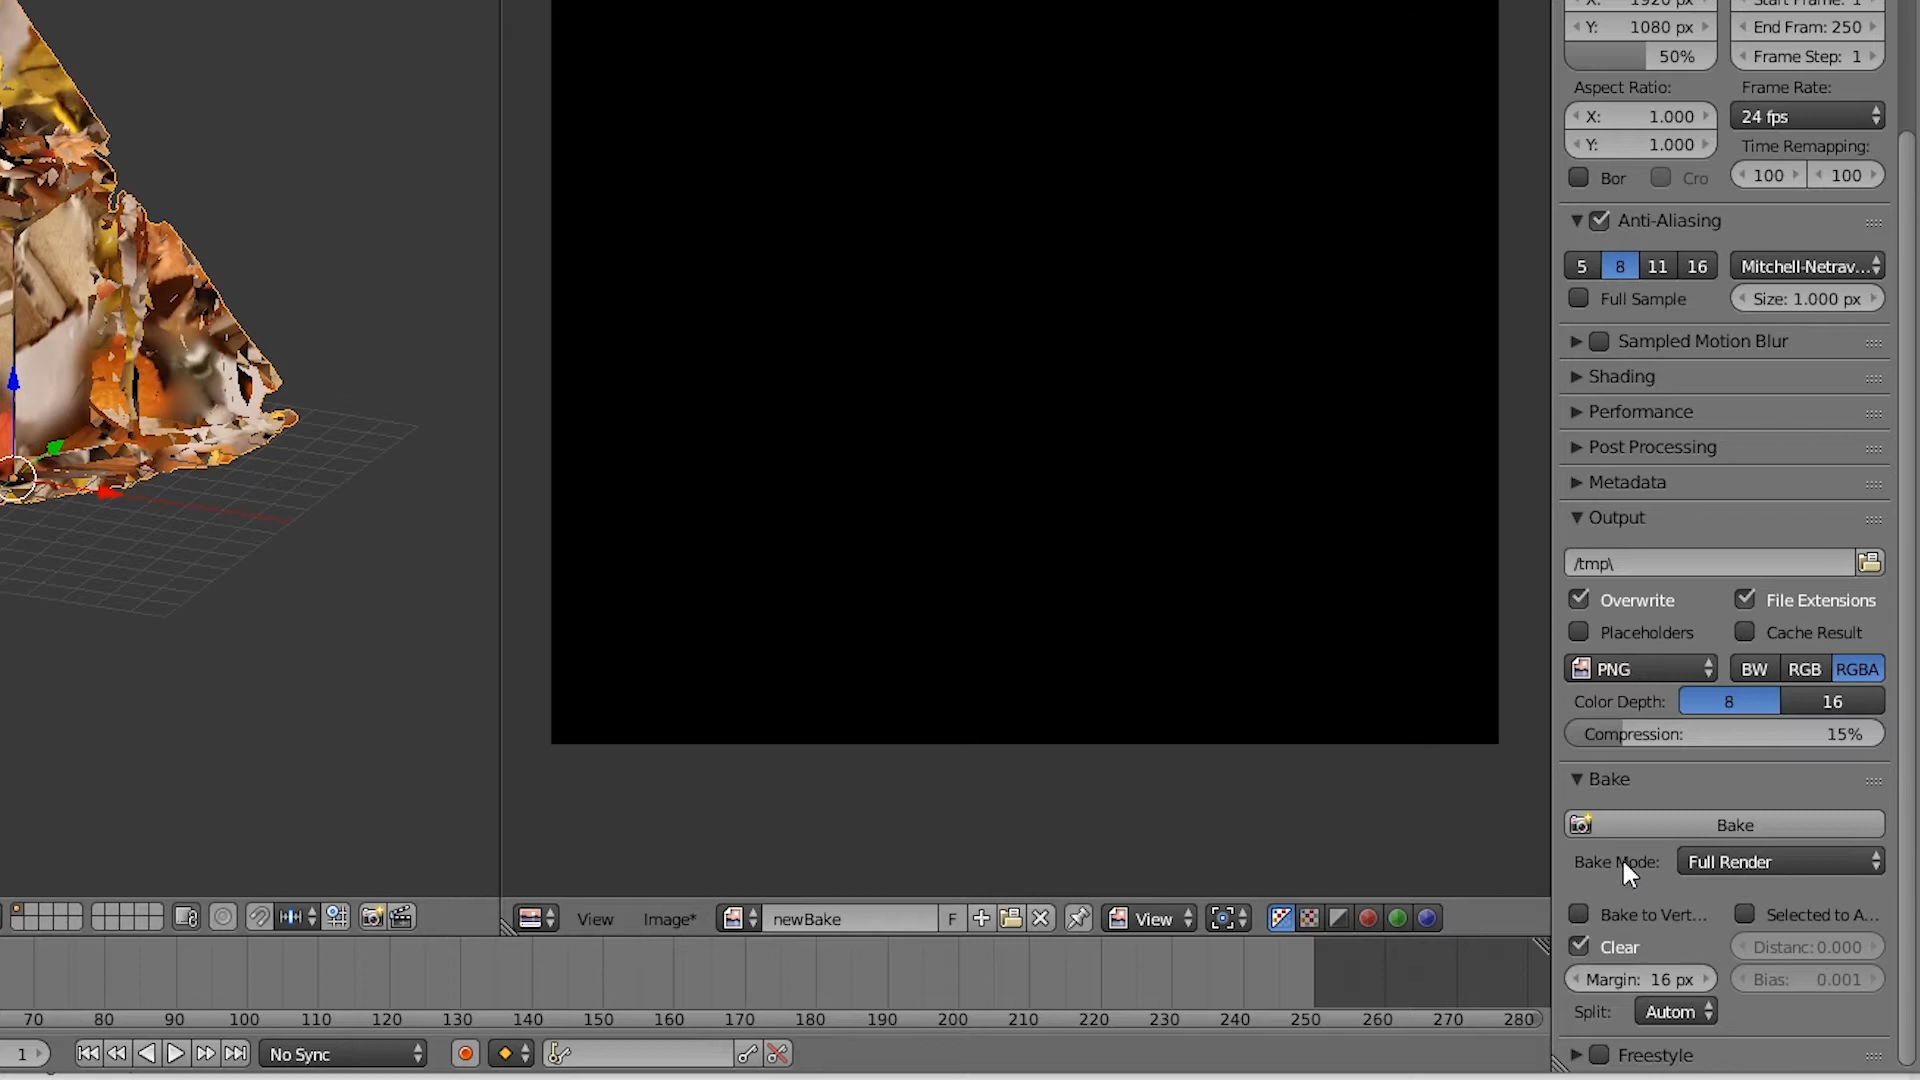 X: 1920 px
Start Frame: 1
Y: 1080 px
End Fram: 250
50%
Frame Step: 1
Aspect Ratio:
Frame Rate:
X: 1.000
24 fps
Y: 1.000
Time Remapping:
Bor
Cro
100
100
Anti-Aliasing
5 8 11 16
Mitchell-Netrav...
Full Sample
Size: 1.000 px
Sampled Motion Blur
Shading
Performance
Post Processing
Metadata
Output
/tmp\
Overwrite
File Extensions
Placeholders
Cache Result
PNG
BW RGB RGBA
Color Depth: 8 16
Compression: 15%
Bake
Bake
Bake Mode: Full Render
Bake to Vert...
Selected to A...
Clear
Distanc: 0.000
Margin: 16 px
Bias: 0.001
Split: Autom
Freestyle
View Image* newBake F View
70 80 90 100 110 120 130 140 150 160 170 180 190 200 210 220 230 240 250 260 270 280
1 No Sync